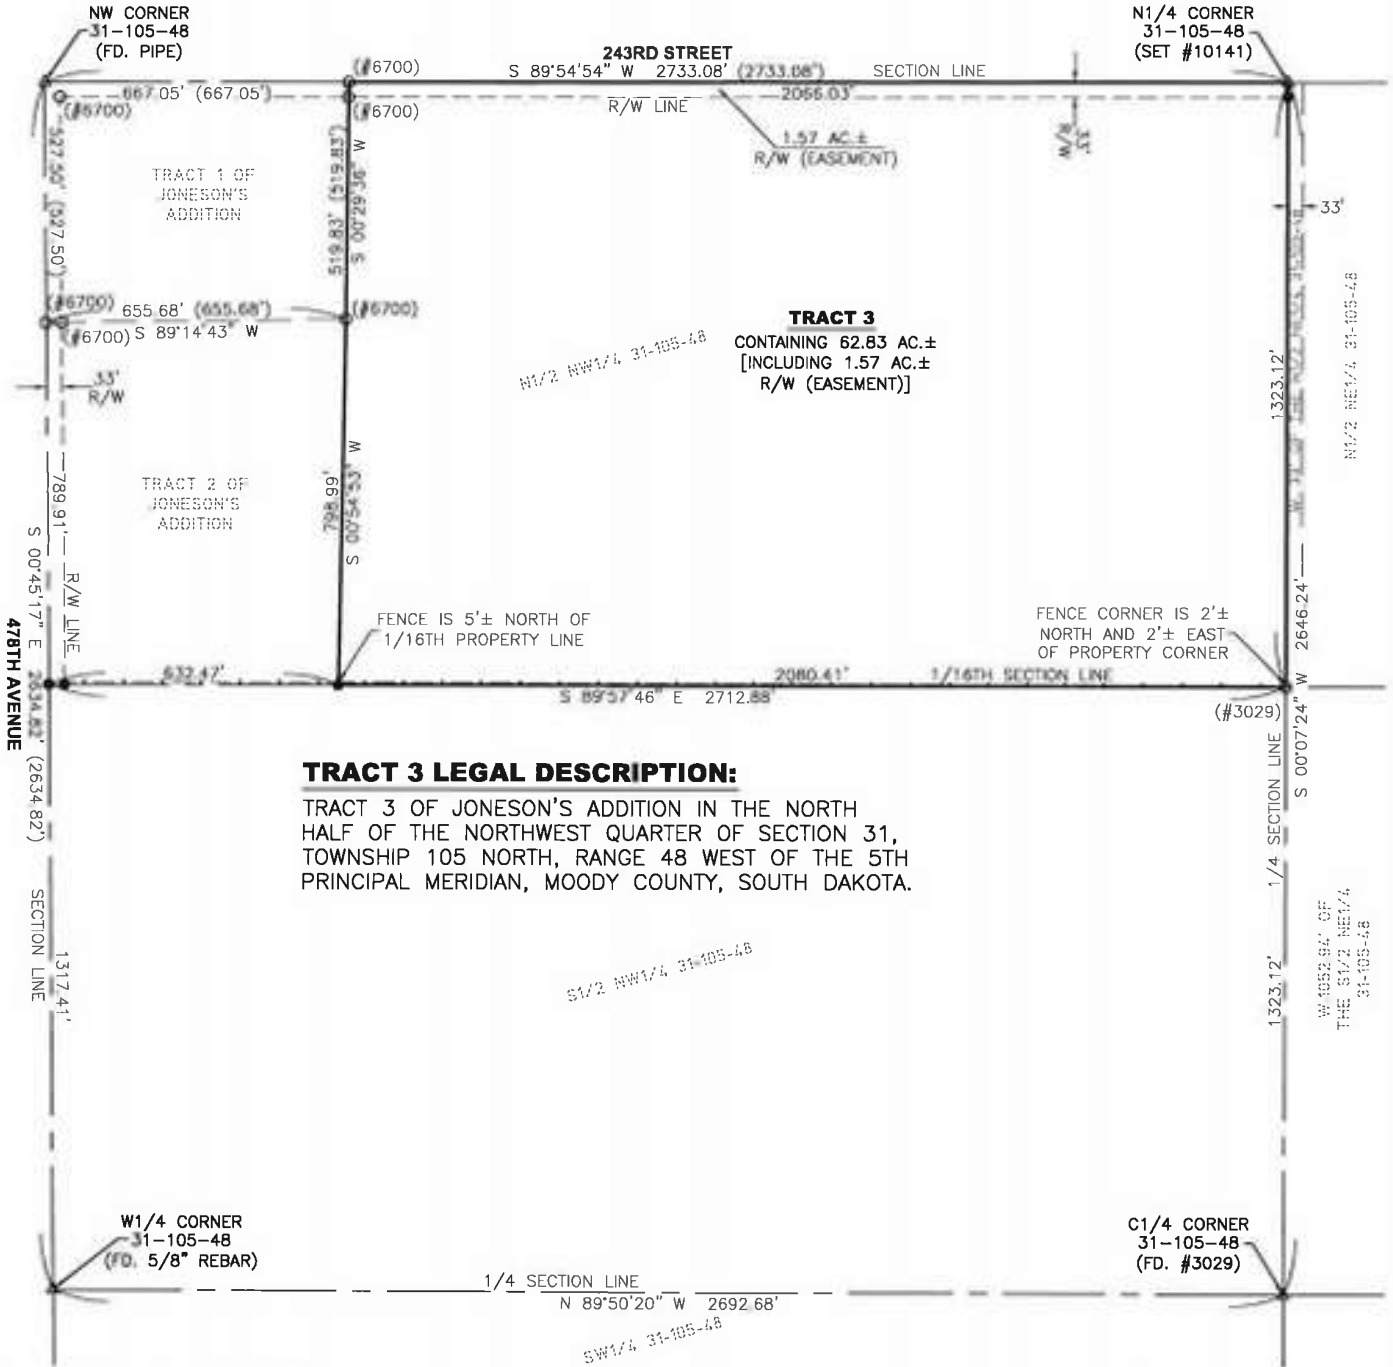 NW CORNER
31-105-48
(FD. PIPE)
N1/4 CORNER
31-105-48
(SET #10141)
243RD STREET
(#6700)
S 89°54'54" W 2733.08' (2733.08')
SECTION LINE
667.05' (667.05')
(#6700)
(#6700)
R/W LINE
2066.03'
1.57 AC.±
R/W (EASEMENT)
33'
R/W
33'
527.50' (527.50')
TRACT 1 OF
JONESON'S
ADDITION
519.83' (519.83')
S 00°29'36" W
(#6700)
655.68' (655.68')
(#6700)
(#6700)
S 89°14'43" W
33'
R/W
N1/2 NW1/4 31-105-48
TRACT 3
CONTAINING 62.83 AC.±
[INCLUDING 1.57 AC.±
R/W (EASEMENT)]
1323.12'
N1/2 NE1/4 31-105-48
TRACT 2 OF
JONESON'S
ADDITION
798.99'
S 00°54'53" W
789.91'
R/W LINE
S 00°45'17" E 2634.82' (2634.82')
478TH AVENUE
FENCE IS 5'± NORTH OF
1/16TH PROPERTY LINE
FENCE CORNER IS 2'±
NORTH AND 2'± EAST
OF PROPERTY CORNER
2646.24'
S 00°07'24" W
632.47'
2080.41'
1/16TH SECTION LINE
S 89°57'46" E 2712.88'
(#3029)
TRACT 3 LEGAL DESCRIPTION:
TRACT 3 OF JONESON'S ADDITION IN THE NORTH
HALF OF THE NORTHWEST QUARTER OF SECTION 31,
TOWNSHIP 105 NORTH, RANGE 48 WEST OF THE 5TH
PRINCIPAL MERIDIAN, MOODY COUNTY, SOUTH DAKOTA.
1/4 SECTION LINE
SECTION LINE
1317.41'
S1/2 NW1/4 31-105-48
1323.12'
W 1052.94' OF
THE S1/2 NE1/4
31-105-48
W1/4 CORNER
31-105-48
(FD. 5/8" REBAR)
C1/4 CORNER
31-105-48
(FD. #3029)
1/4 SECTION LINE
N 89°50'20" W 2692.68'
SW1/4 31-105-48